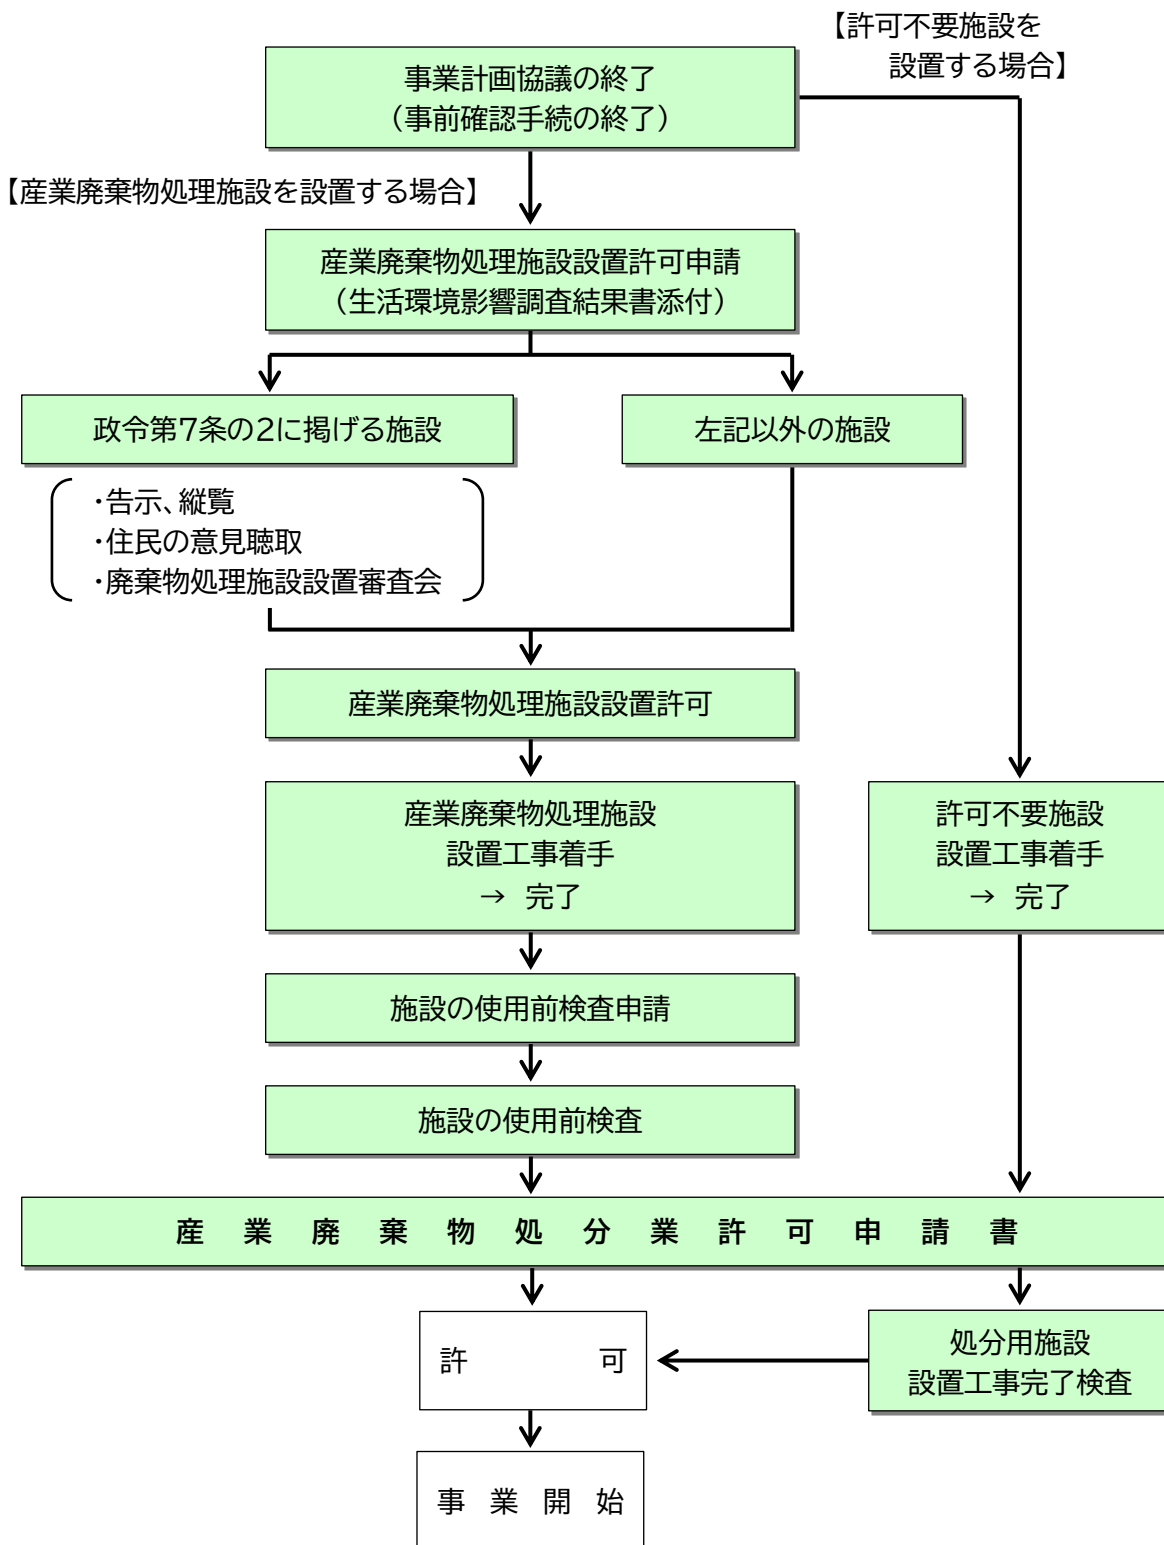 【許可不要施設を
設置する場合】
事業計画協議の終了
（事前確認手続の終了）
【産業廃棄物処理施設を設置する場合】
産業廃棄物処理施設設置許可申請
（生活環境影響調査結果書添付）
政令第７条の２に掲げる施設
左記以外の施設
・告示、縦覧
・住民の意見聴取
・廃棄物処理施設設置審査会
産業廃棄物処理施設設置許可
産業廃棄物処理施設
設置工事着手
→　完了
許可不要施設
設置工事着手
→　完了
施設の使用前検査申請
施設の使用前検査
産　業　廃　棄　物　処　分　業　許　可　申　請　書
許　可
処分用施設
設置工事完了検査
事　業　開　始